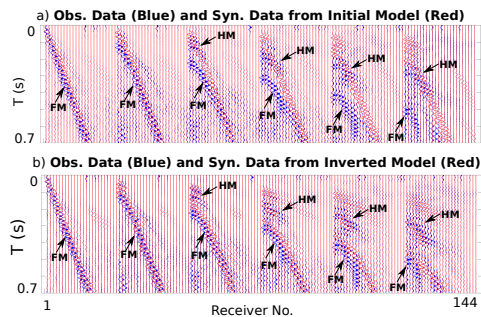 a) Obs. Data (Blue) and Syn. Data from Initial Model (Red)
0
HM
HM
HM
HM
T (s)
FM
FM
FM
FM
FM
FM
0.7
b) Obs. Data (Blue) and Syn. Data from Inverted Model (Red)
0
HM
HM
HM
HM
T (s)
FM
FM
FM
FM
FM
FM
0.7
1
Receiver No.
144